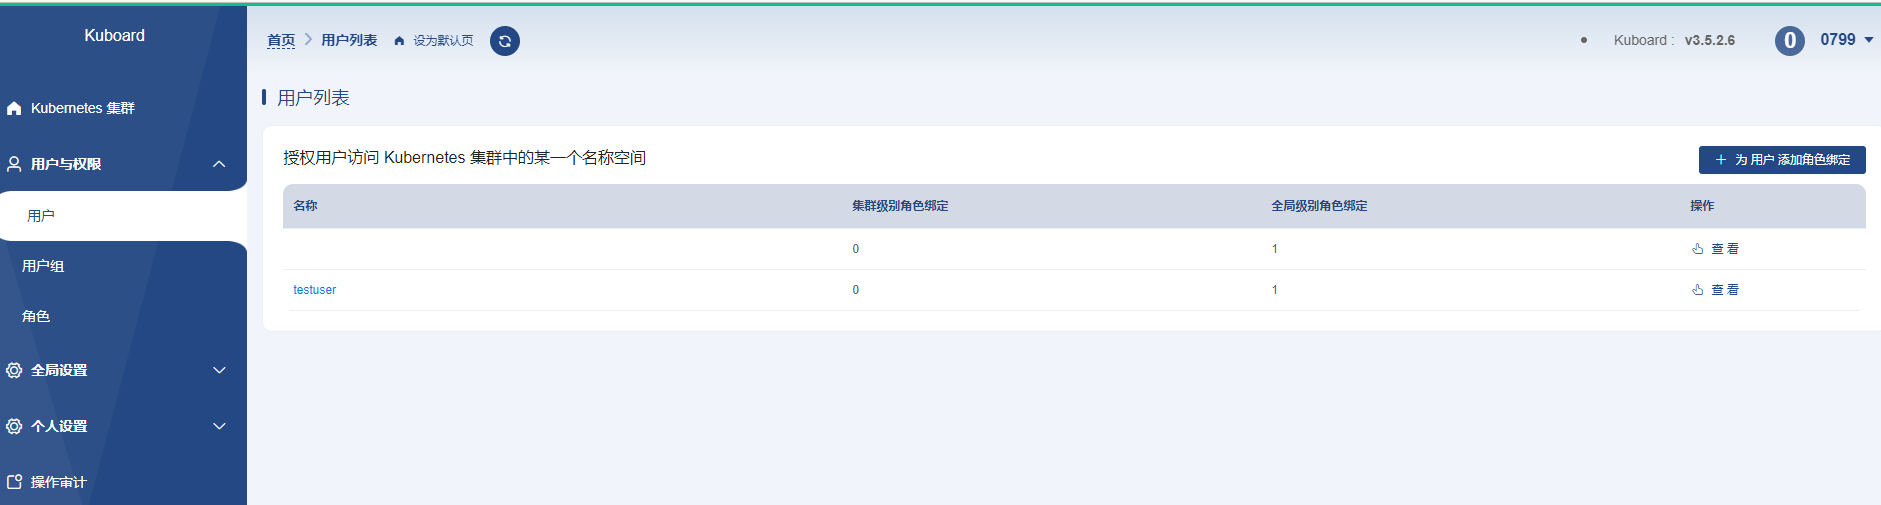 Kuboard
首页 用户列表 设为默认页
Kuboard : v3.5.2.6
0 0799
Kubernetes 集群
用户与权限
用户
用户组
角色
全局设置
个人设置
操作审计
用户列表
授权用户访问 Kubernetes 集群中的某一个名称空间
为 用户 添加角色绑定
名称 集群级别角色绑定 全局级别角色绑定 操作
0 1 查 看
testuser 0 1 查 看